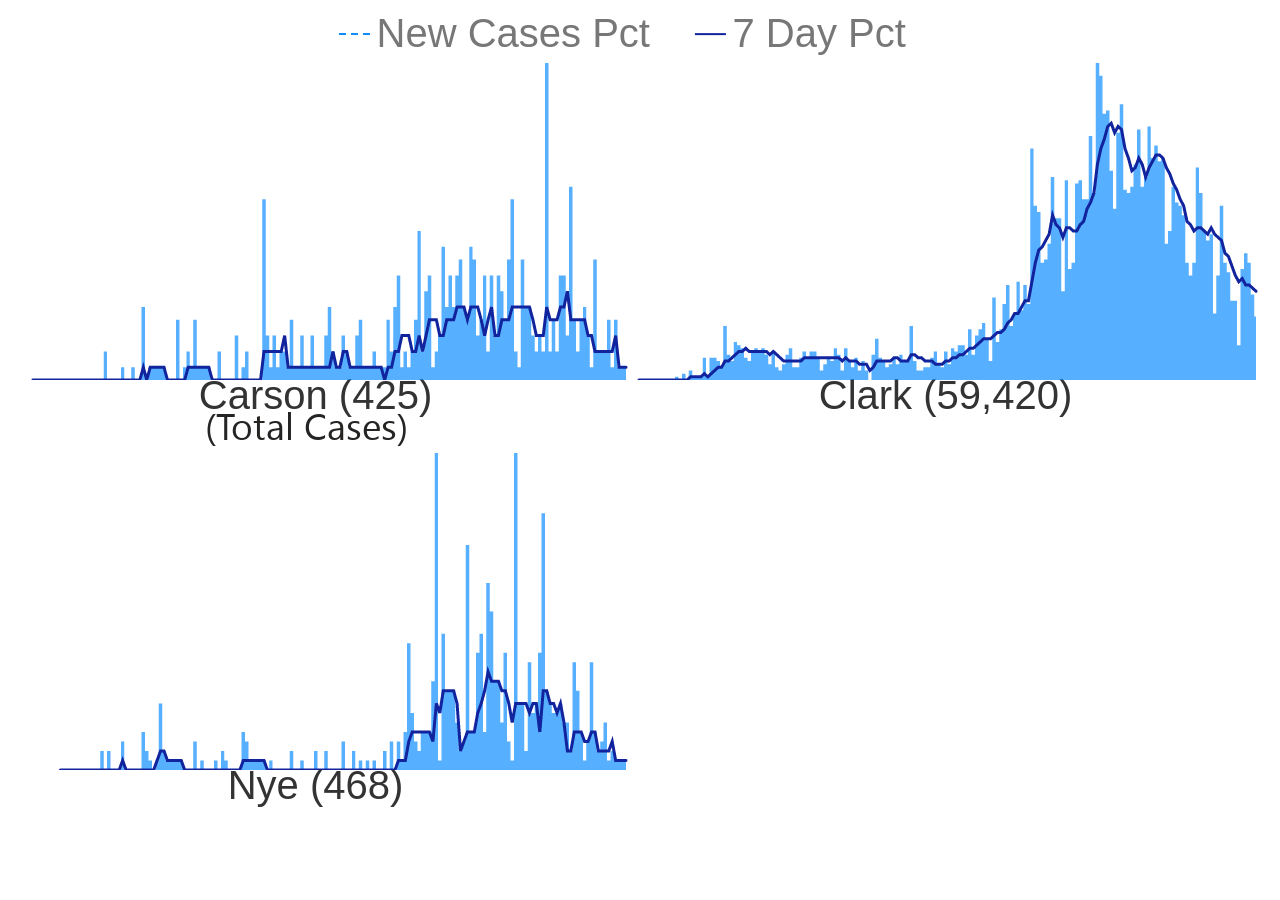 New Cases Pct 7 Day Pct
Carson (425)
(Total Cases)
Clark (59,420)
Nye (468)